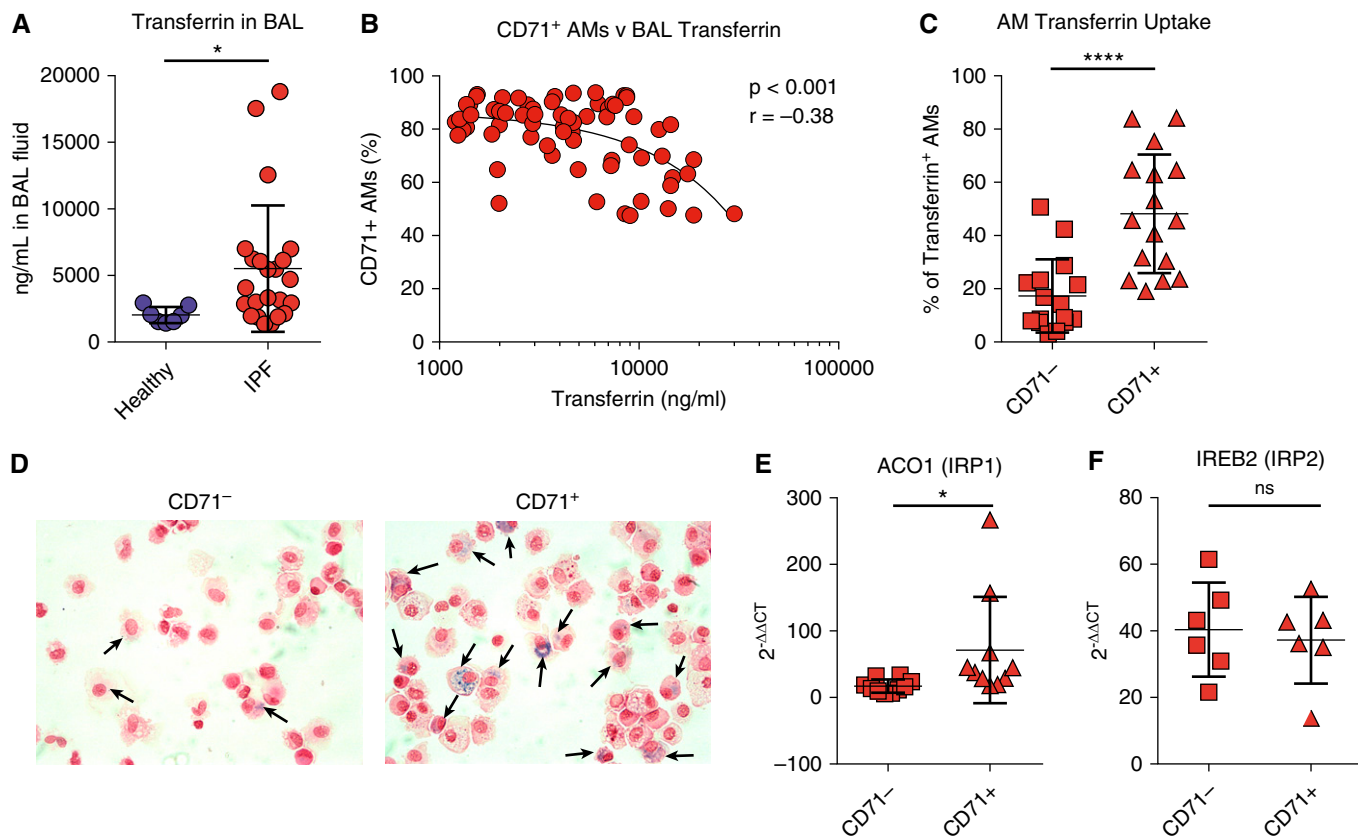 A
Transferrin in BAL
*
ng/mL in BAL fluid
20000
15000
10000
5000
0
Healthy
IPF
B
CD71⁺ AMs v BAL Transferrin
p < 0.001
r = −0.38
CD71+ AMs (%)
100
80
60
40
20
0
1000
10000
100000
Transferrin (ng/ml)
C
AM Transferrin Uptake
****
% of Transferrin⁺ AMs
100
80
60
40
20
0
CD71−
CD71+
D
CD71⁻
CD71⁺
E
ACO1 (IRP1)
*
2^-ΔΔCT
300
200
100
0
−100
CD71−
CD71+
F
IREB2 (IRP2)
ns
2^-ΔΔCT
80
60
40
20
0
CD71−
CD71+